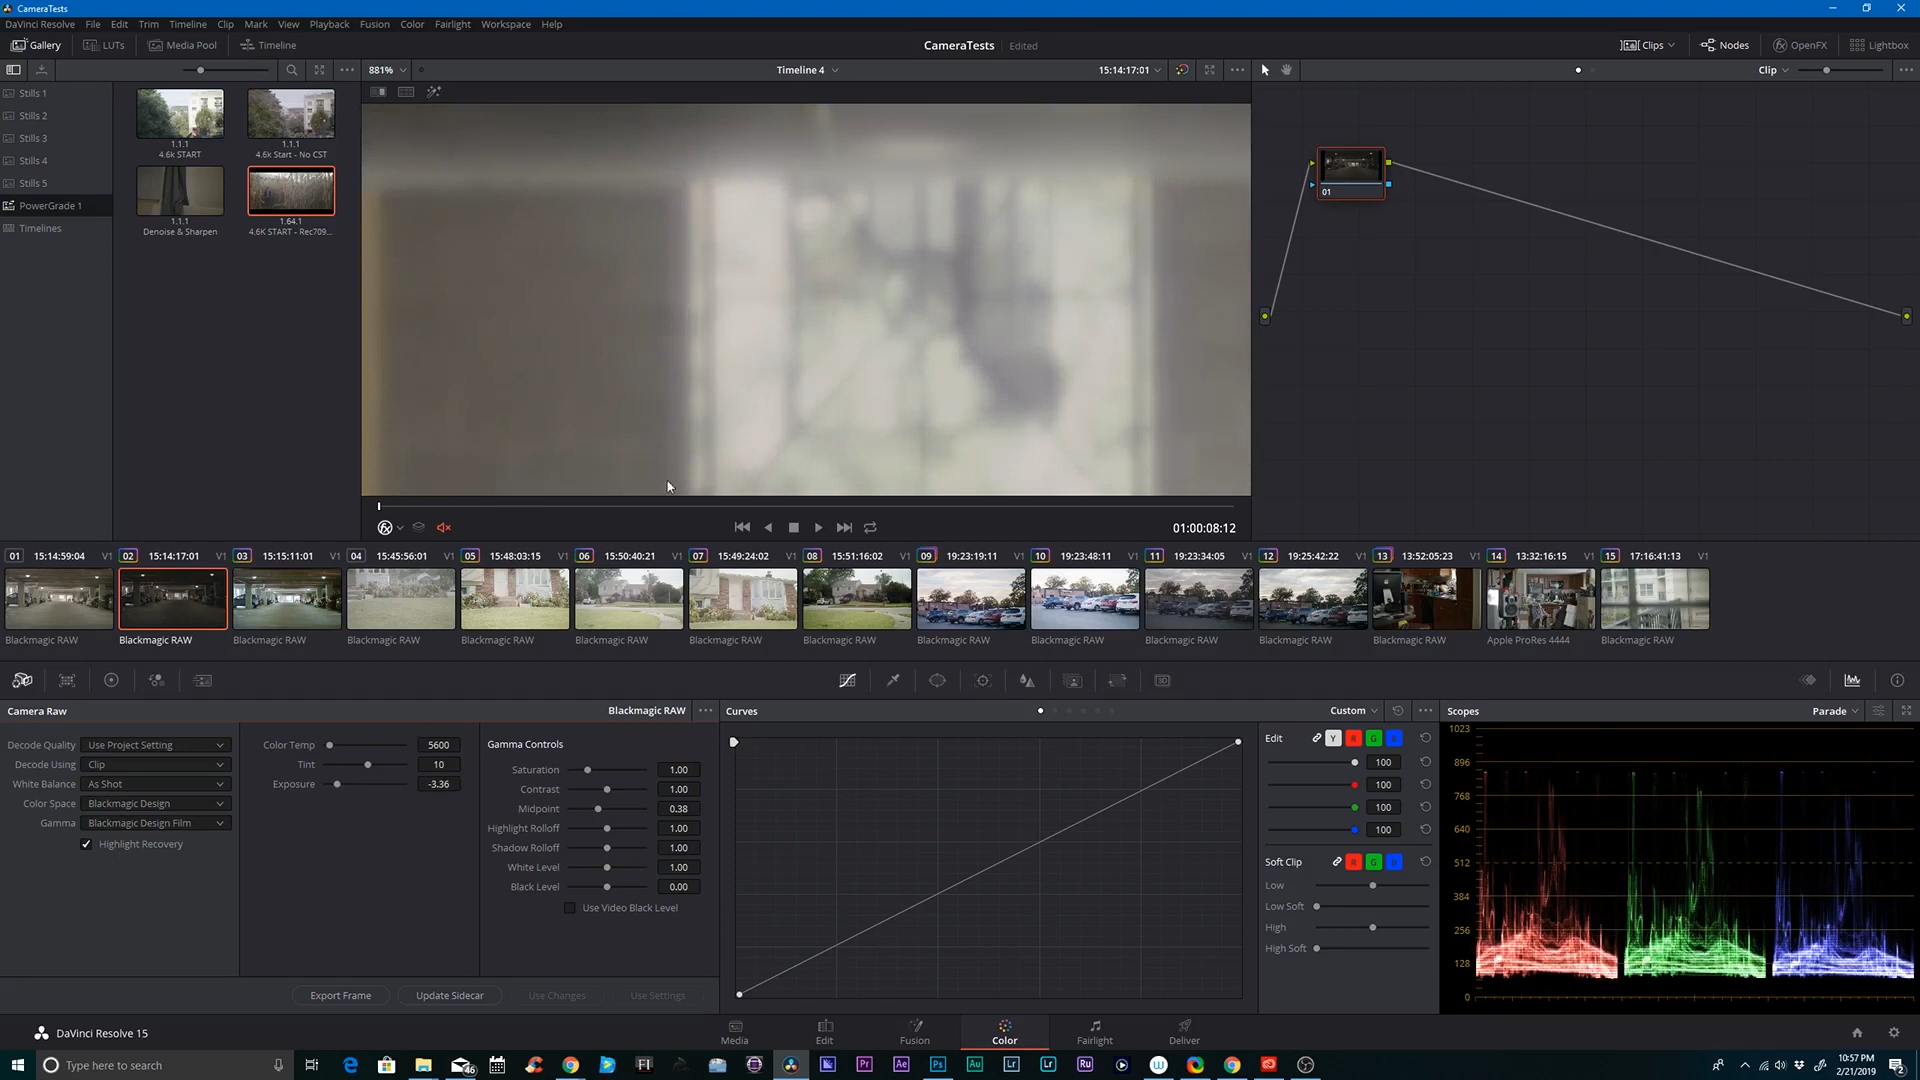 CameraTests
DaVinci Resolve File Edit Trim Timeline Clip Mark View Playback Fusion Color Fairlight Workspace Help
Gallery LUTs Media Pool Timeline CameraTests Edited Clips Nodes OpenFX Lightbox
881% Timeline 4 15:14:17:01 Clip
Stills 1
Stills 2
Stills 3
Stills 4
Stills 5
PowerGrade 1
Timelines
1.1.1 1.1.1
4.6k START 4.6k Start - No CST
1.1.1 1.64.1
Denoise & Sharpen 4.6K START - Rec709...
01
01:00:08:12
01 15:14:59:04 V1 02 15:14:17:01 V1 03 15:15:11:01 V1 04 15:45:56:01 V1 05 15:48:03:15 V1 06 15:50:40:21 V1 07 15:49:24:02 V1 08 15:51:16:02 V1 09 19:23:19:11 V1 10 19:23:48:11 V1 11 19:23:34:05 V1 12 19:25:42:22 V1 13 13:52:05:23 V1 14 13:32:16:15 V1 15 17:16:41:13 V1
Blackmagic RAW Blackmagic RAW Blackmagic RAW Blackmagic RAW Blackmagic RAW Blackmagic RAW Blackmagic RAW Blackmagic RAW Blackmagic RAW Blackmagic RAW Blackmagic RAW Blackmagic RAW Blackmagic RAW Apple ProRes 4444 Blackmagic RAW
3D
Camera Raw Blackmagic RAW
Decode Quality Use Project Setting
Decode Using Clip
White Balance As Shot
Color Space Blackmagic Design
Gamma Blackmagic Design Film
Highlight Recovery
Color Temp 5600
Tint 10
Exposure -3.36
Gamma Controls
Saturation 1.00
Contrast 1.00
Midpoint 0.38
Highlight Rolloff 1.00
Shadow Rolloff 1.00
White Level 1.00
Black Level 0.00
Use Video Black Level
Export Frame Update Sidecar Use Changes Use Settings
Curves Custom
Edit Y R G B
100
100
100
100
Soft Clip R G B
Low
Low Soft
High
High Soft
Scopes Parade
1023
896
768
640
512
384
256
128
0
DaVinci Resolve 15
Media Edit Fusion Color Fairlight Deliver
Type here to search
46 FI Pr Ae Ps Au Lr Lr Ru W
10:57 PM
2/21/2019
2